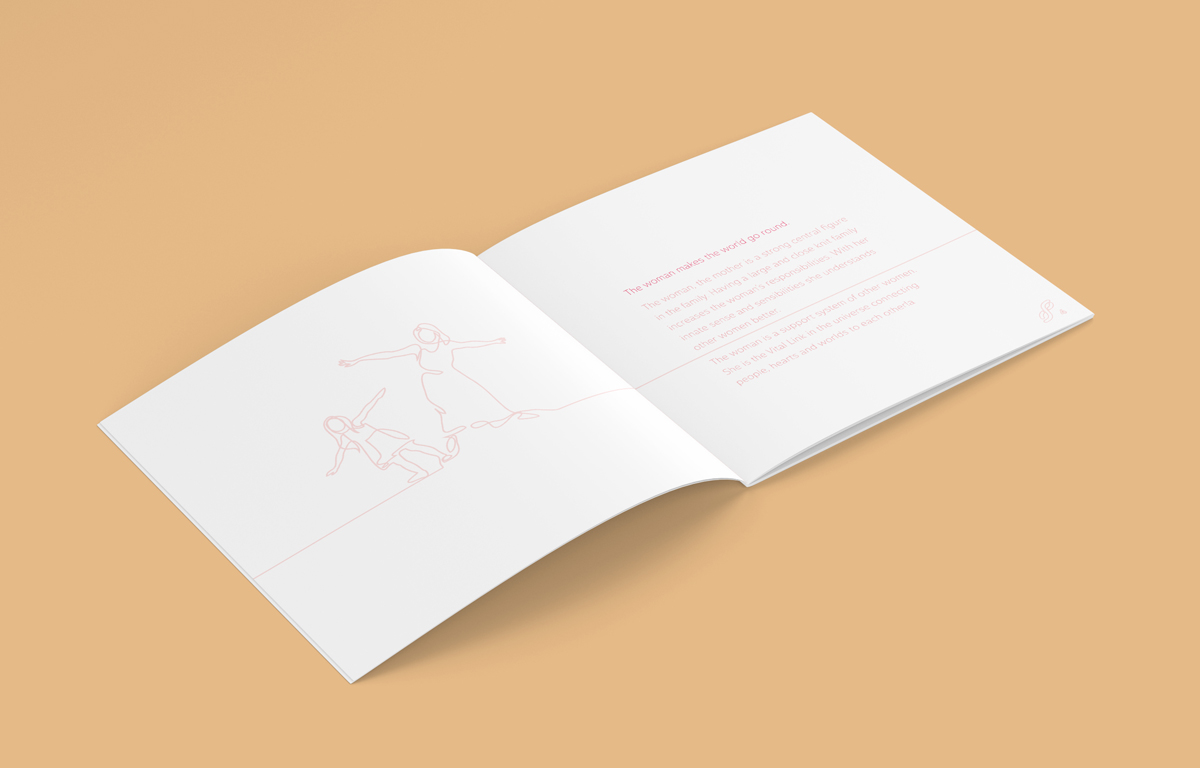 The woman makes the world go round.
The woman, the mother is a strong central figure
in the family. Having a large and close knit family
increases the woman's responsibilities. With her
innate sense and sensibilities she understands
other women better.
The woman is a support system of other women,
She is the Vital Link in the universe connecting
people, hearts and worlds to each other!a